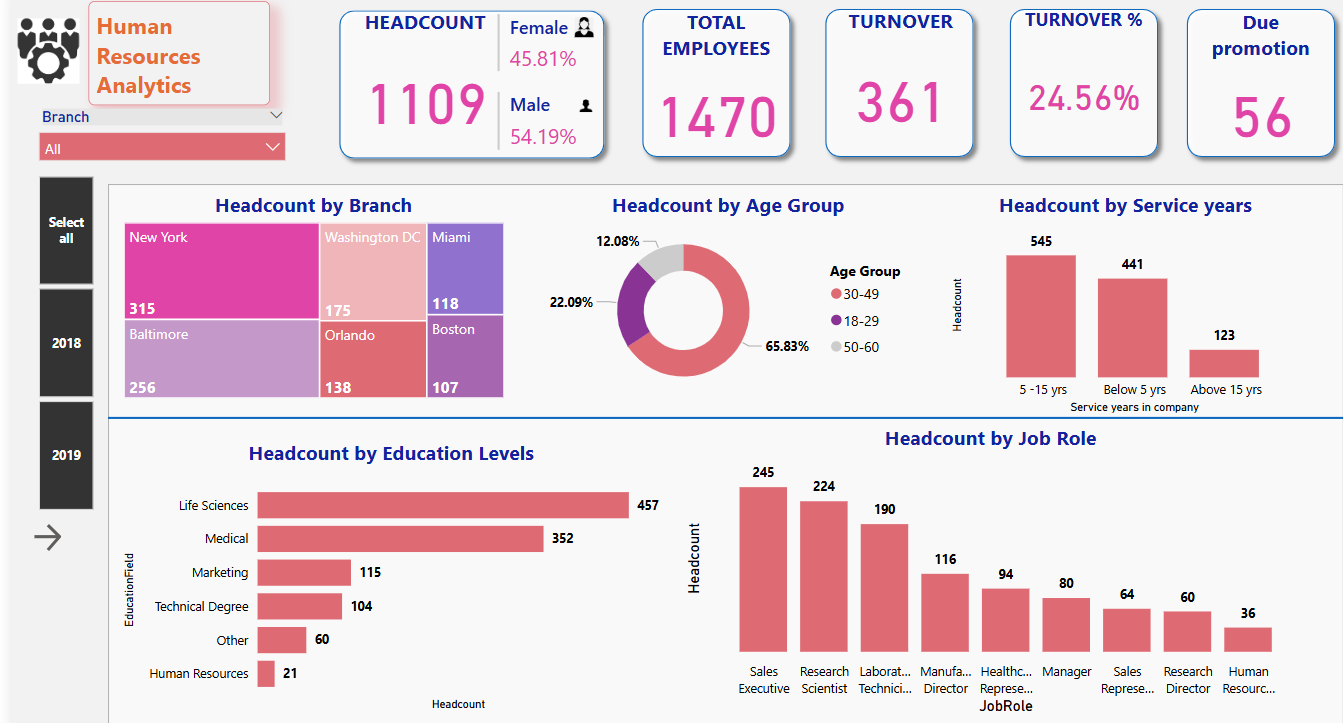 Human
Resources
Analytics
Branch
All
Select
all
2018
2019
HEADCOUNT
1109
Female
45.81%
Male
54.19%
TOTAL
EMPLOYEES
1470
TURNOVER
361
TURNOVER %
24.56%
Due
promotion
56
Headcount by Branch
New York
315
Baltimore
256
Washington DC
175
Orlando
138
Miami
118
Boston
107
Headcount by Age Group
12.08%
22.09%
65.83%
Age Group
30-49
18-29
50-60
Headcount by Service years
Headcount
545
441
123
5 -15 yrs
Below 5 yrs
Above 15 yrs
Service years in company
Headcount by Education Levels
EducationField
Life Sciences
457
Medical
352
Marketing
115
Technical Degree
104
Other
60
Human Resources
21
Headcount
Headcount by Job Role
Headcount
245
224
190
116
94
80
64
60
36
Sales
Executive
Research
Scientist
Laborat...
Technici...
Manufa...
Director
Healthc...
Represe...
Manager
Sales
Represe...
Research
Director
Human
Resourc...
JobRole